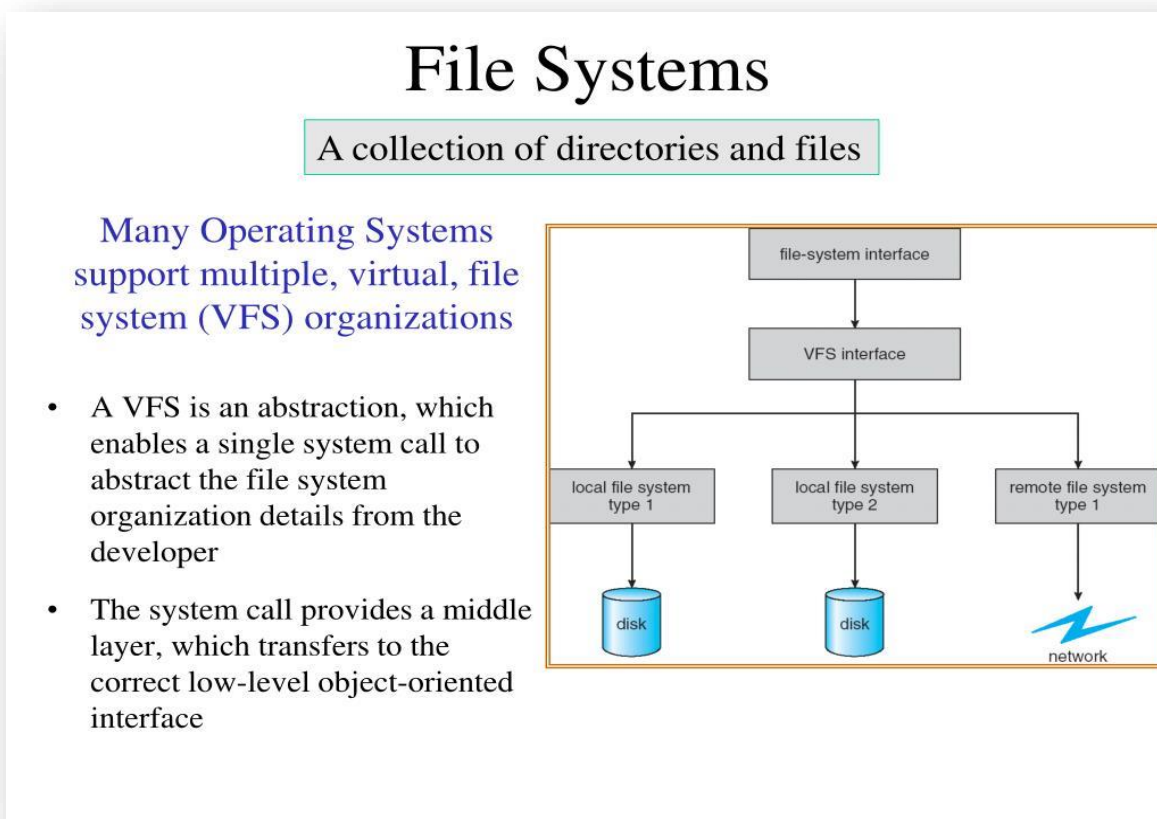 File Systems
A collection of directories and files
Many Operating Systems
support multiple, virtual, file
system (VFS) organizations
• A VFS is an abstraction, which
enables a single system call to
abstract the file system
organization details from the
developer
• The system call provides a middle
layer, which transfers to the
correct low-level object-oriented
interface
file-system interface
VFS interface
local file system
type 1
local file system
type 2
remote file system
type 1
disk
disk
network